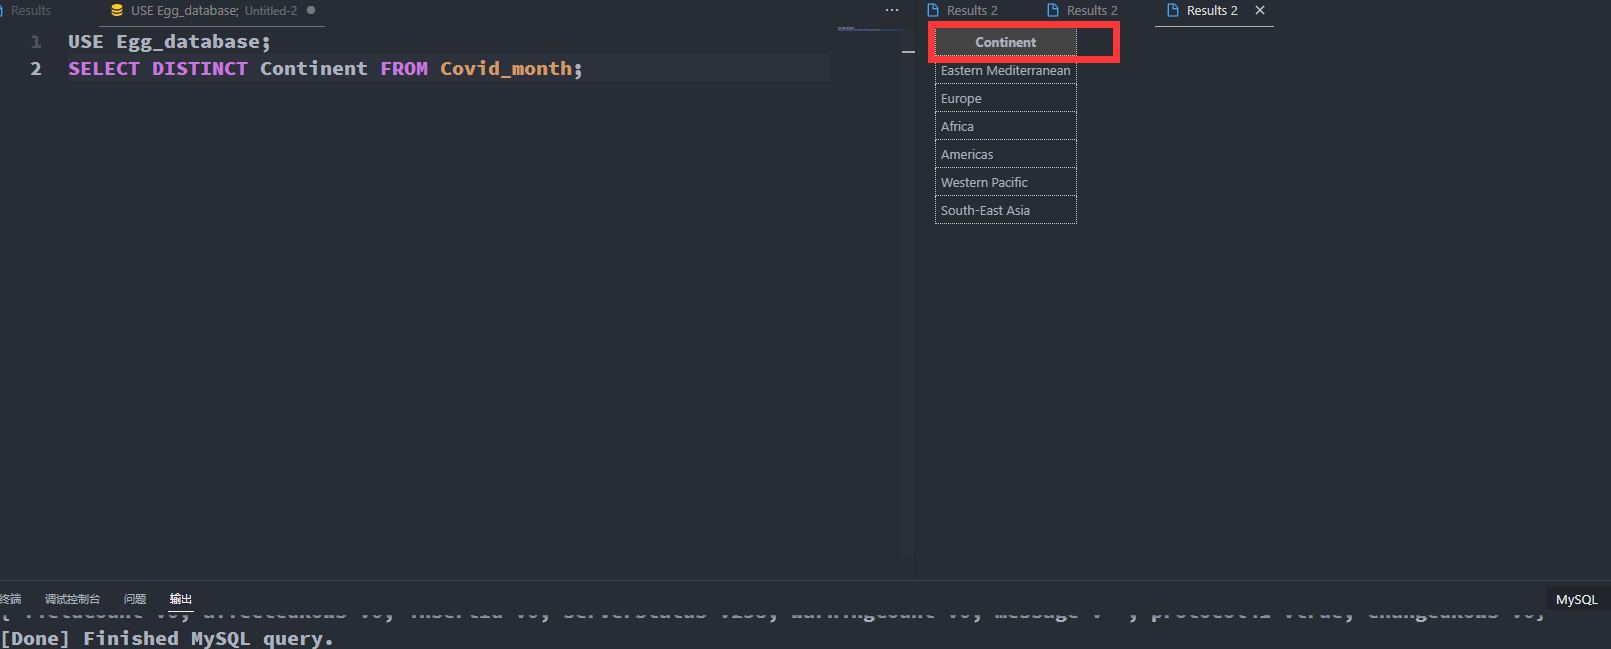 Results
USE Egg_database; Untitled-2
1 USE Egg_database;
2 SELECT DISTINCT Continent FROM Covid_month;
Results 2
Results 2
Results 2
Continent
Eastern Mediterranean
Europe
Africa
Americas
Western Pacific
South-East Asia
终端 调试控制台 问题 输出
MySQL
[Done] Finished MySQL query.